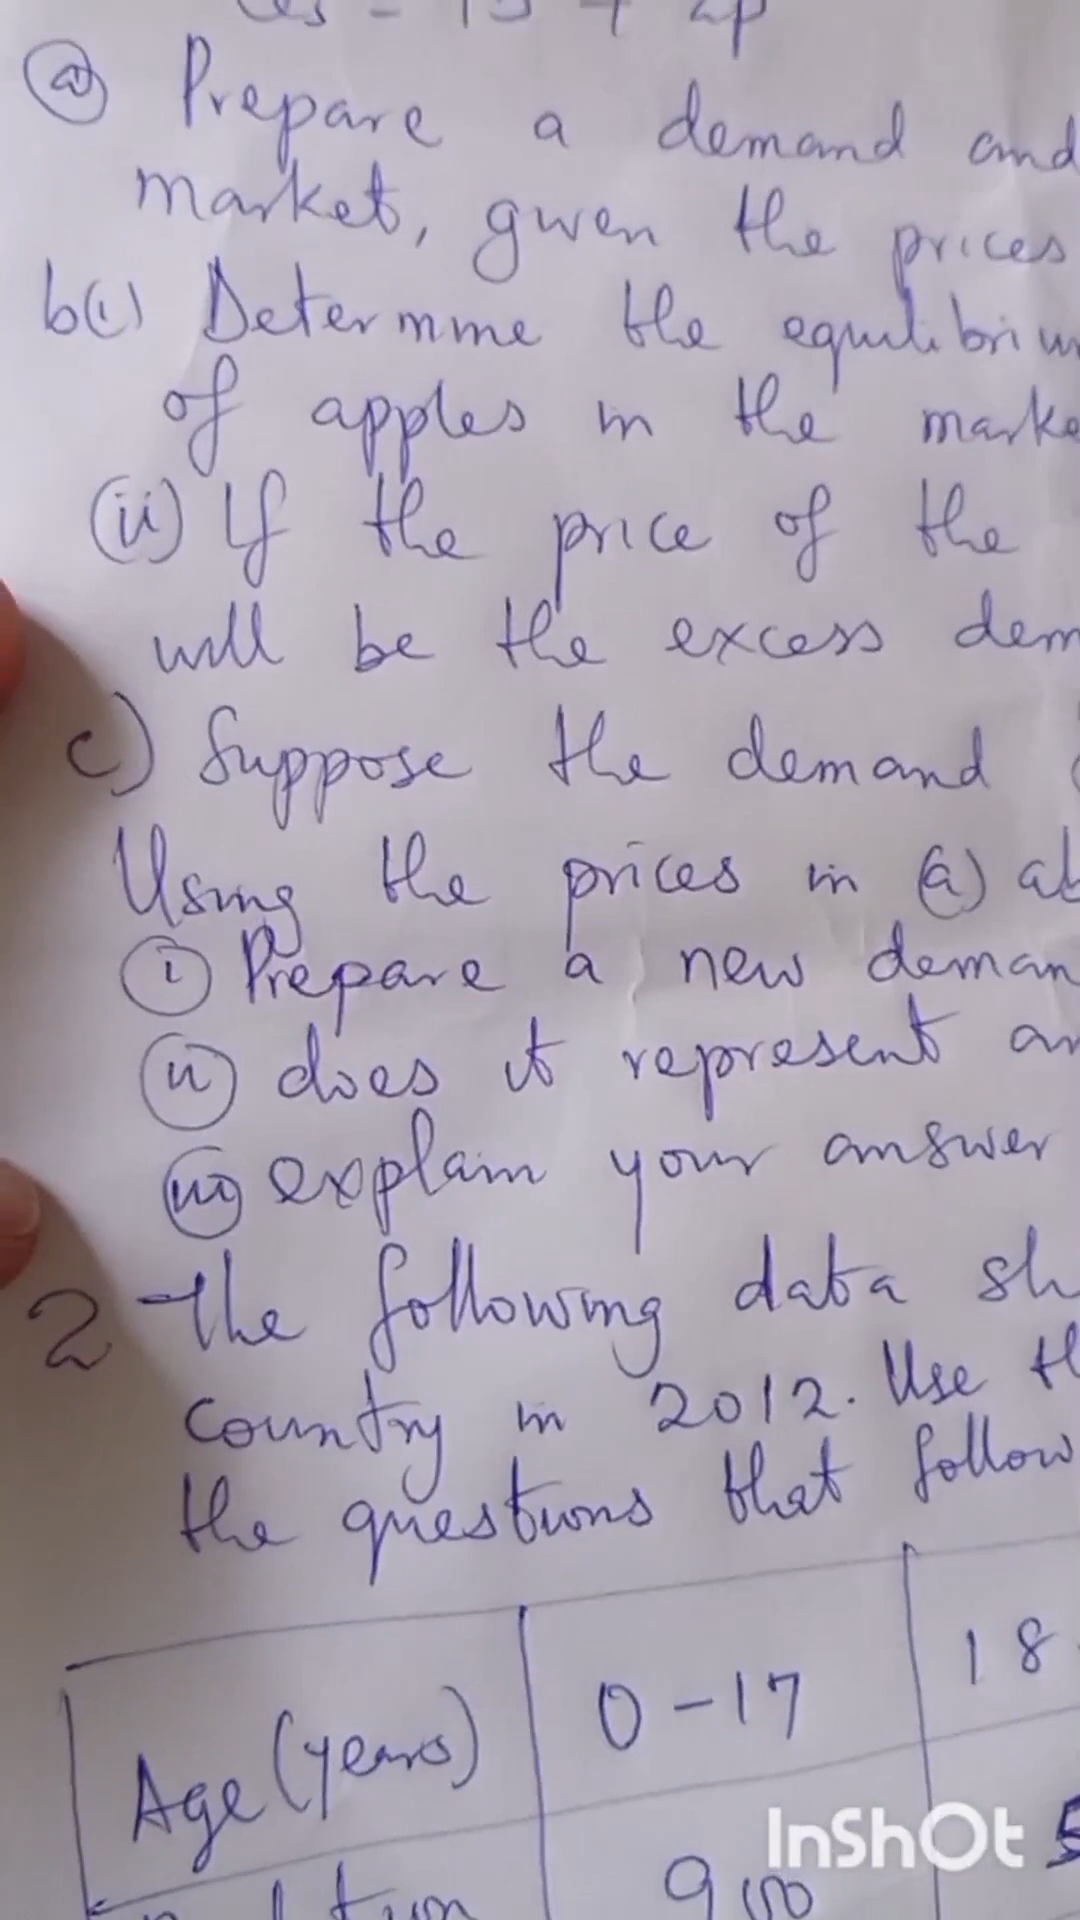 a) Prepare a demand and
market, given the prices
b(i) Determine the equilibrium
of apples in the marke
(ii) If the price of the
will be the excess dem
c) Suppose the demand
Using the prices in (a) ab
(i) Prepare a new deman
(ii) does it represent an
(iii) explain your answer
2 The following data sh
country in 2012. Use th
the questions that follow
Age (years) 0-17 18
9100 5
InShOt